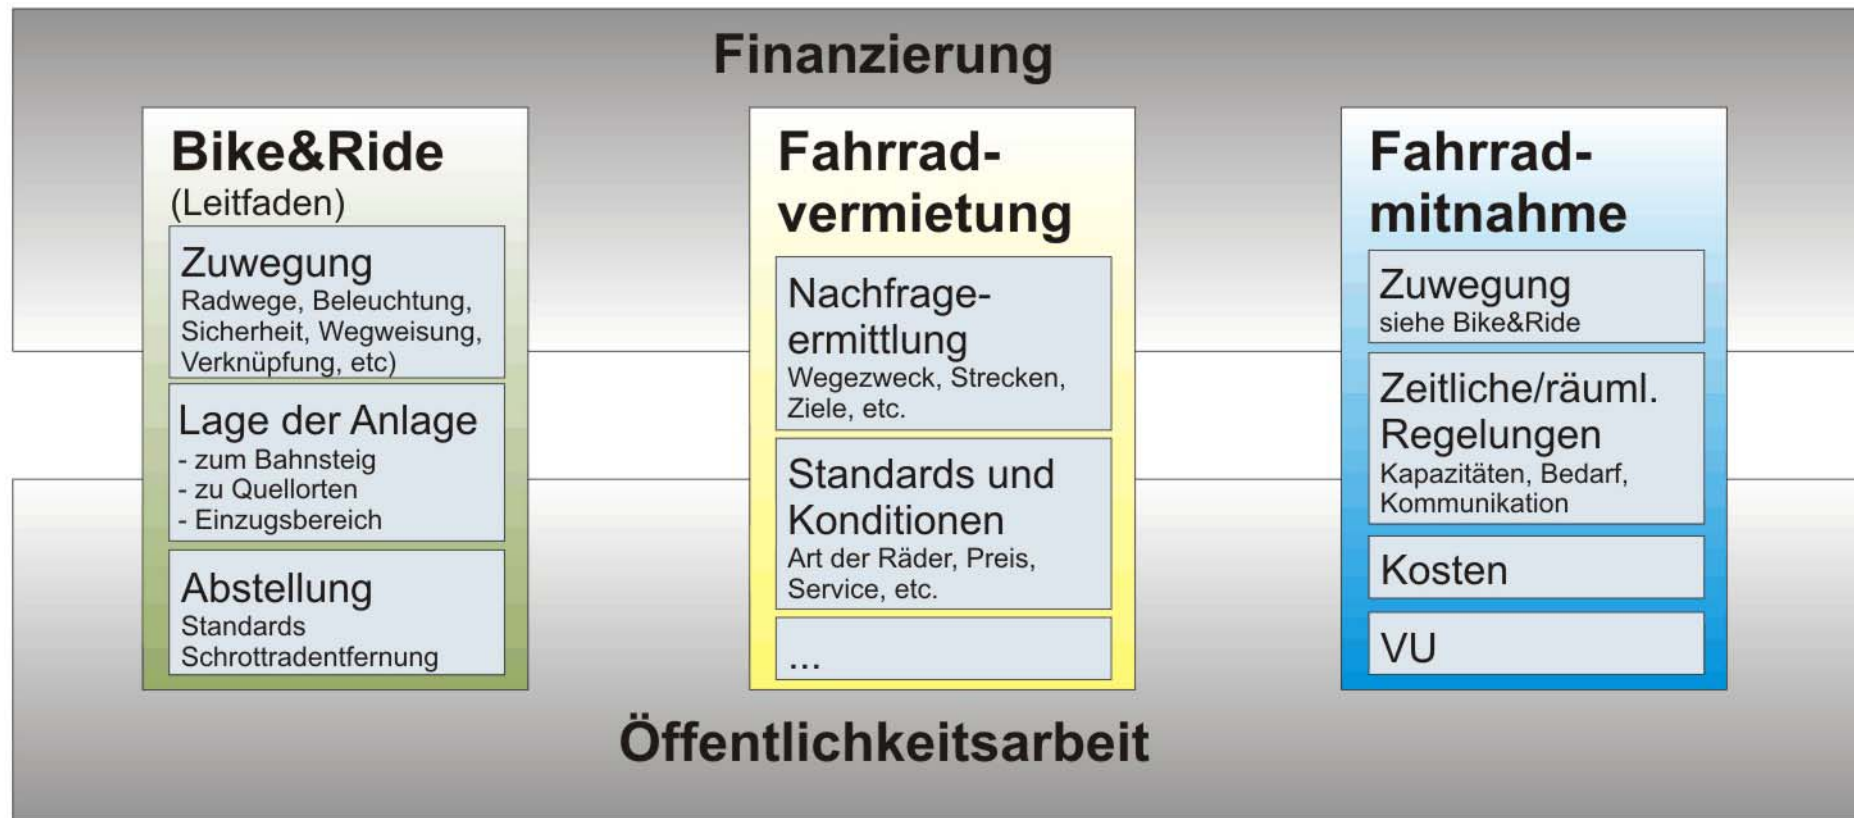 Finanzierung
Bike&Ride
(Leitfaden)
Zuwegung
Radwege, Beleuchtung,
Sicherheit, Wegweisung,
Verknüpfung, etc)
Lage der Anlage
- zum Bahnsteig
- zu Quellorten
- Einzugsbereich
Abstellung
Standards
Schrottradentfernung
Fahrrad-
vermietung
Nachfrage-
ermittlung
Wegezweck, Strecken,
Ziele, etc.
Standards und
Konditionen
Art der Räder, Preis,
Service, etc.
...
Fahrrad-
mitnahme
Zuwegung
siehe Bike&Ride
Zeitliche/räuml.
Regelungen
Kapazitäten, Bedarf,
Kommunikation
Kosten
VU
Öffentlichkeitsarbeit